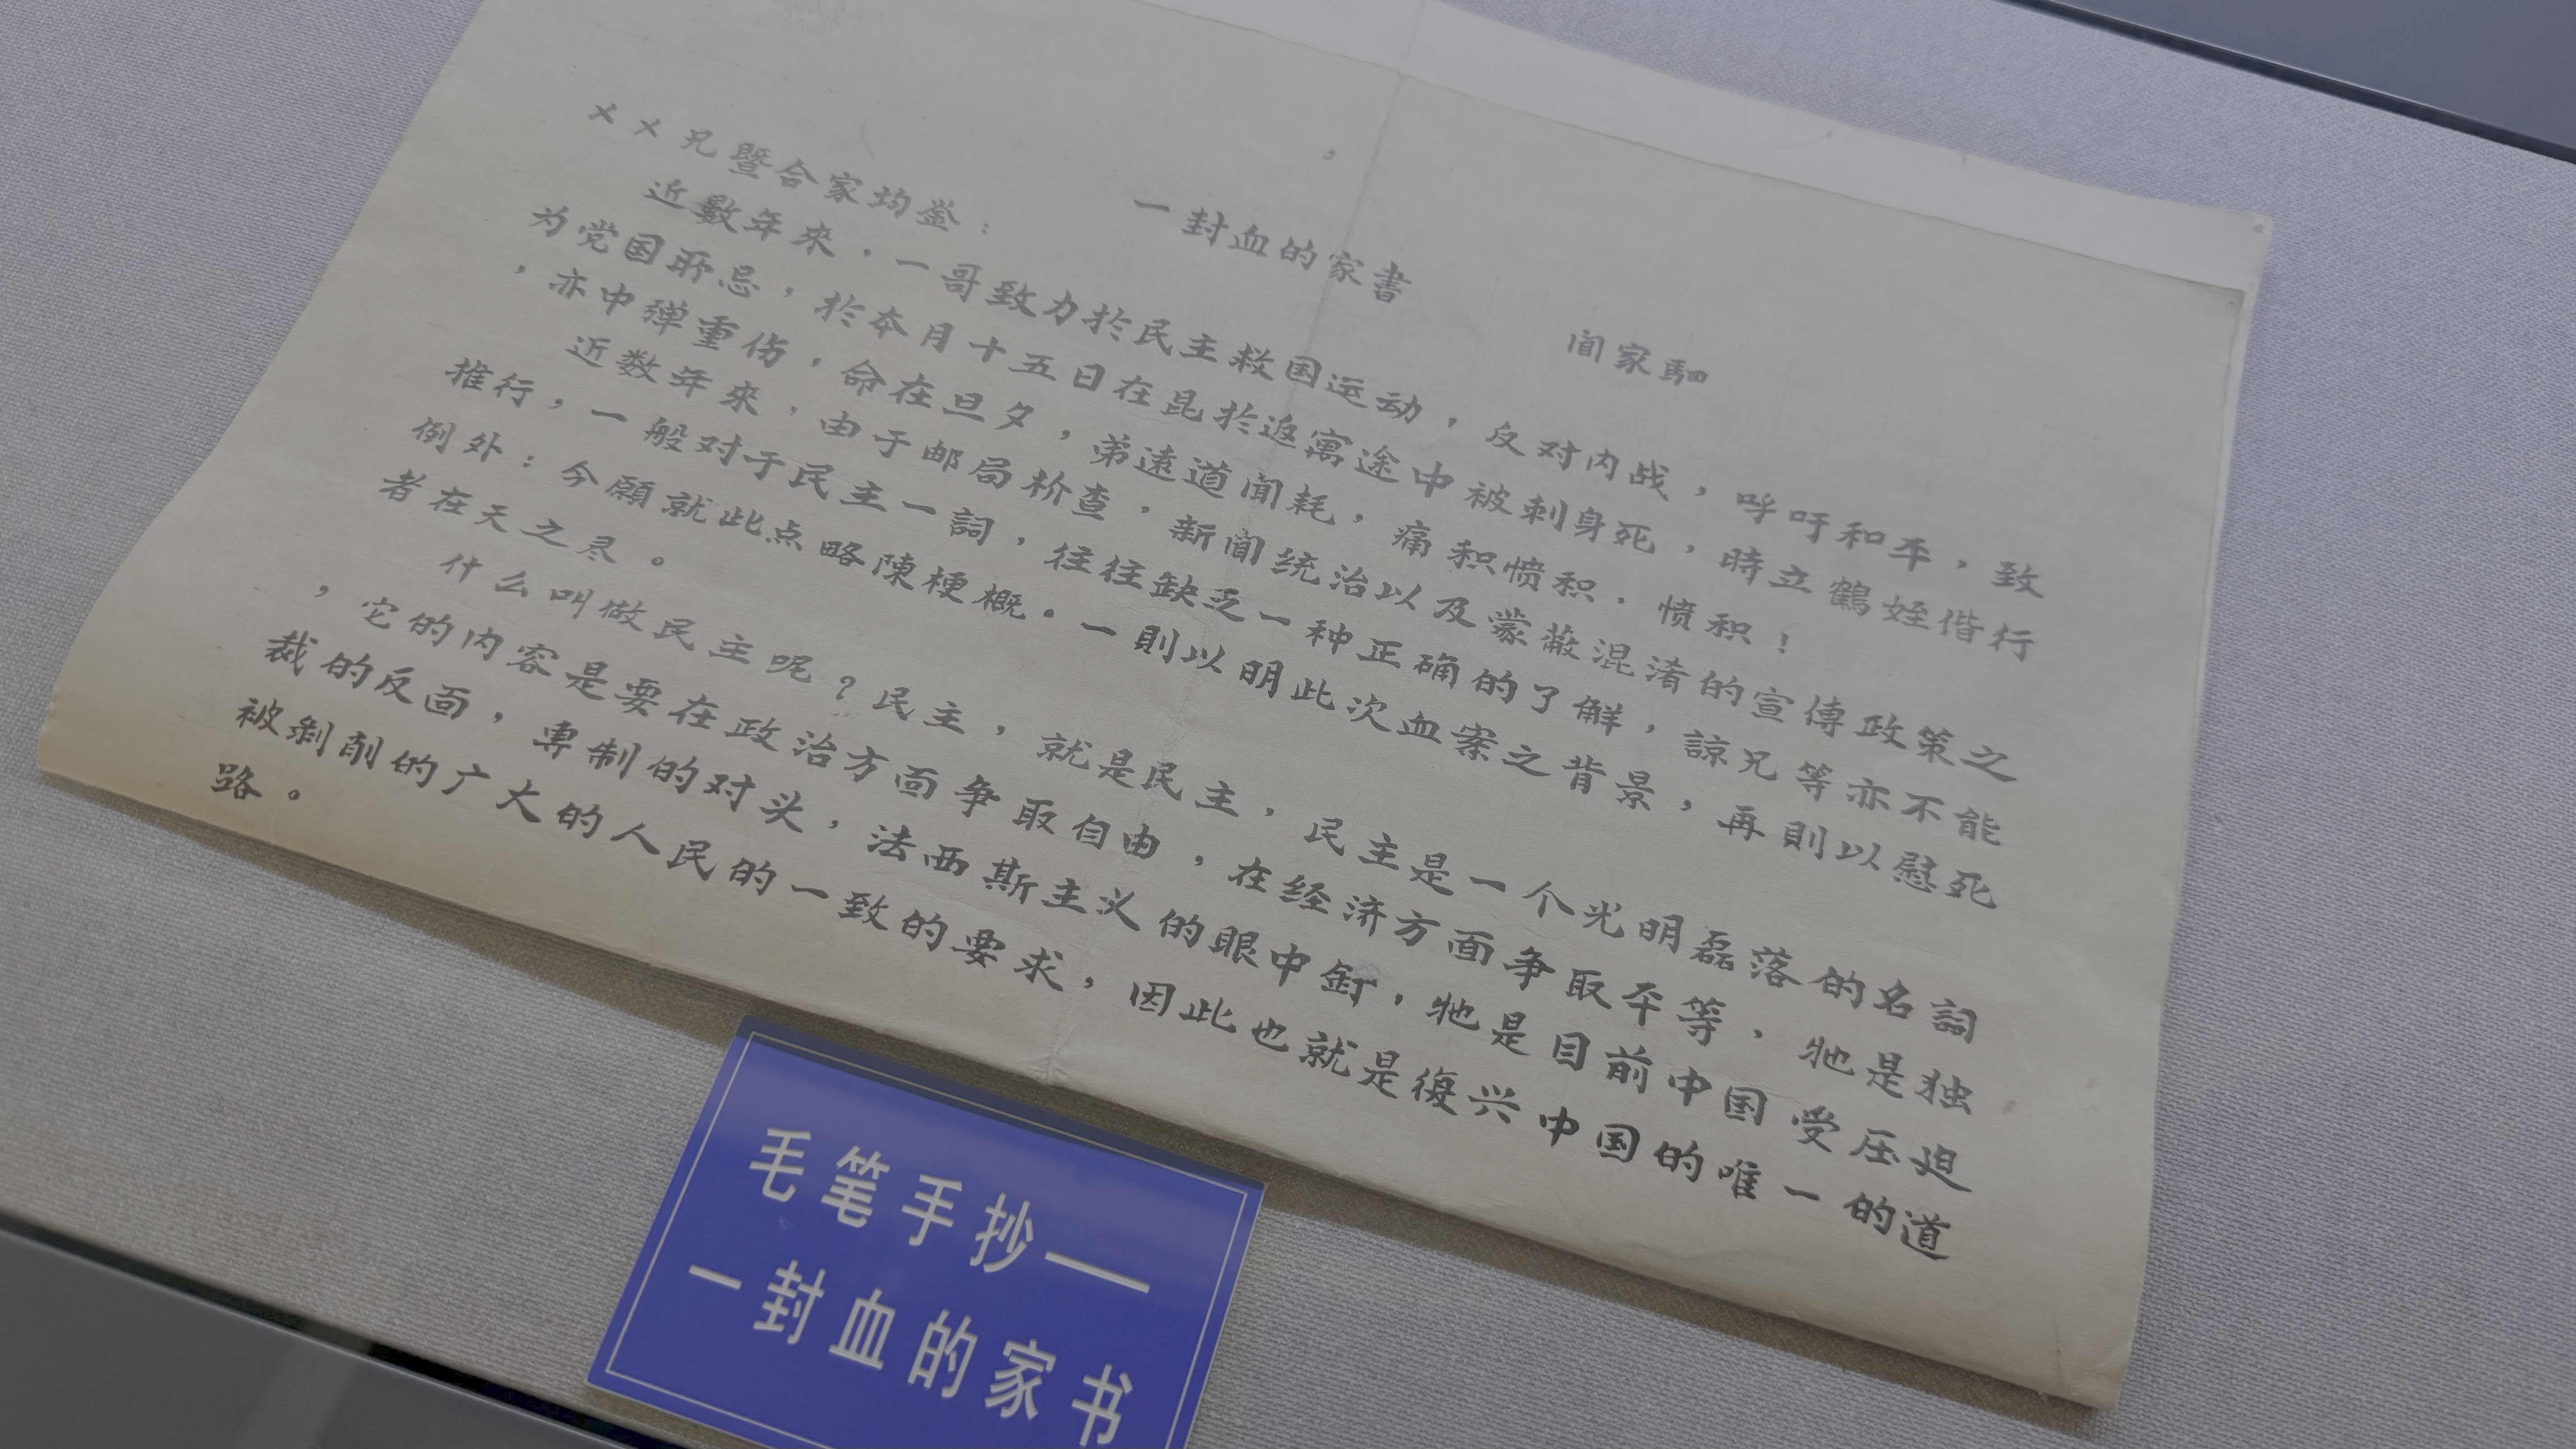 一封血的家書
聞家駟
××兄暨合家均鉴：
近數年来，一哥致力扵民主救国运动，反对内战，呼吁和平，致
为党国所忌，扵本月十五日在昆扵返寓途中被刺身死，時立鶴姪偕行
，亦中弹重伤，命在旦夕，弟遠道闻耗，痛积愤积，愤积！
近数年來，由于邮局检查，新闻统治以及蒙蔽混淆的宣傳政策之
推行，一般对于民主一詞，往往缺乏一种正确的了解，諒兄等亦不能
例外：今願就此点略陳梗概。一則以明此次血案之背景，再則以慰死
者在天之灵。
什么叫做民主呢？民主，就是民主，民主是一个光明磊落的名詞
，它的内容是要在政治方面争取自由，在经济方面争取平等，牠是独
裁的反面，專制的对头，法西斯主义的眼中釘，牠是目前中国受压迫
被剥削的广大的人民的一致的要求，因此也就是復兴中国的唯一的道
路。
毛笔手抄—
一封血的家书